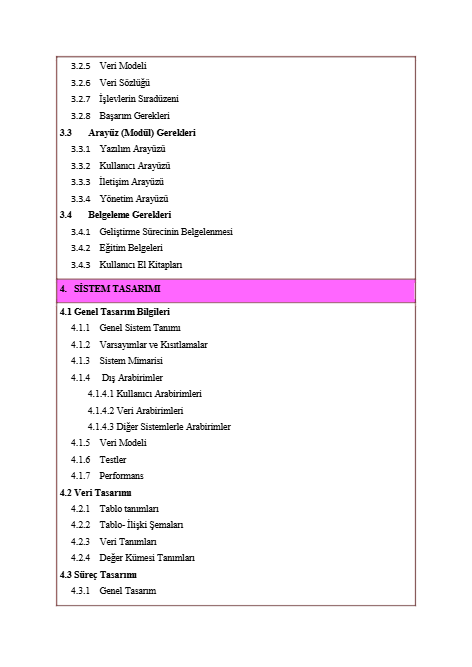 3.2.5 Veri Modeli
3.2.6 Veri Sözlüğü
3.2.7 İşlevlerin Sıradüzeni
3.2.8 Başarım Gerekleri
3.3 Arayüz (Modül) Gerekleri
3.3.1 Yazılım Arayüzü
3.3.2 Kullanıcı Arayüzü
3.3.3 İletişim Arayüzü
3.3.4 Yönetim Arayüzü
3.4 Belgeleme Gerekleri
3.4.1 Geliştirme Sürecinin Belgelenmesi
3.4.2 Eğitim Belgeleri
3.4.3 Kullanıcı El Kitapları
4. SİSTEM TASARIMI
4.1 Genel Tasarım Bilgileri
4.1.1 Genel Sistem Tanımı
4.1.2 Varsayımlar ve Kısıtlamalar
4.1.3 Sistem Mimarisi
4.1.4 Dış Arabirimler
4.1.4.1 Kullanıcı Arabirimleri
4.1.4.2 Veri Arabirimleri
4.1.4.3 Diğer Sistemlerle Arabirimler
4.1.5 Veri Modeli
4.1.6 Testler
4.1.7 Performans
4.2 Veri Tasarımı
4.2.1 Tablo tanımları
4.2.2 Tablo- İlişki Şemaları
4.2.3 Veri Tanımları
4.2.4 Değer Kümesi Tanımları
4.3 Süreç Tasarımı
4.3.1 Genel Tasarım